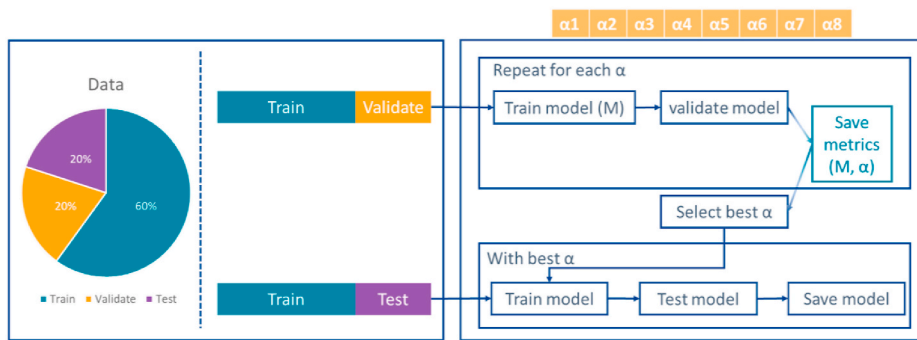 α1 α2 α3 α4 α5 α6 α7 α8
Data
20%
20%
60%
Train Validate Test
Train Validate
Train Test
Repeat for each α
Train model (M)
validate model
Save
metrics
(M, α)
Select best α
With best α
Train model
Test model
Save model